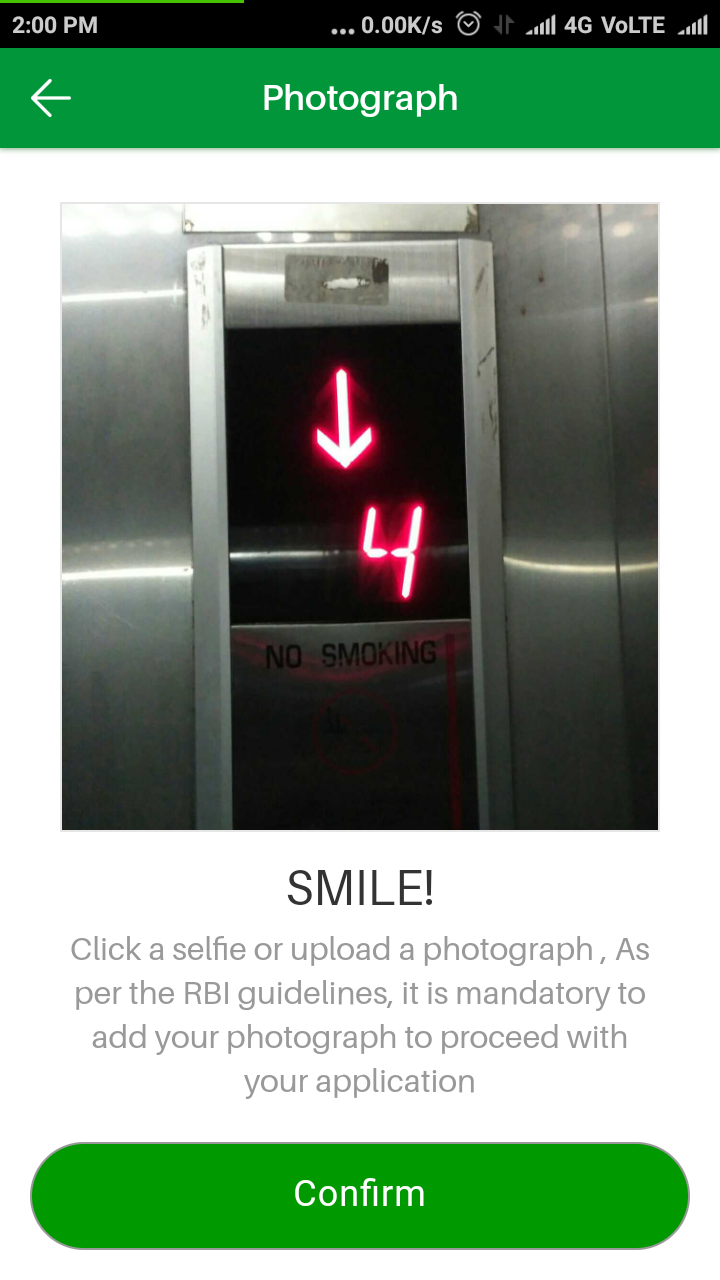 2:00 PM
... 0.00K/s 4G VoLTE
Photograph
4
NO SMOKING
SMILE!
Click a selfie or upload a photograph , As
per the RBI guidelines, it is mandatory to
add your photograph to proceed with
your application
Confirm